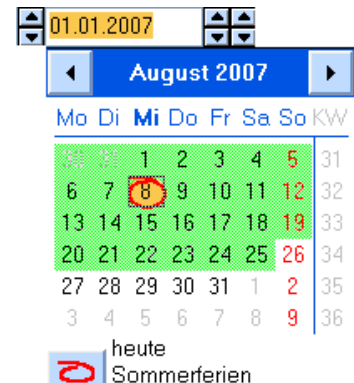 01.01.2007
August 2007
Mo Di Mi Do Fr Sa So KW
30 31 1 2 3 4 5 31
6 7 8 9 10 11 12 32
13 14 15 16 17 18 19 33
20 21 22 23 24 25 26 34
27 28 29 30 31 1 2 35
3 4 5 6 7 8 9 36
heute
Sommerferien